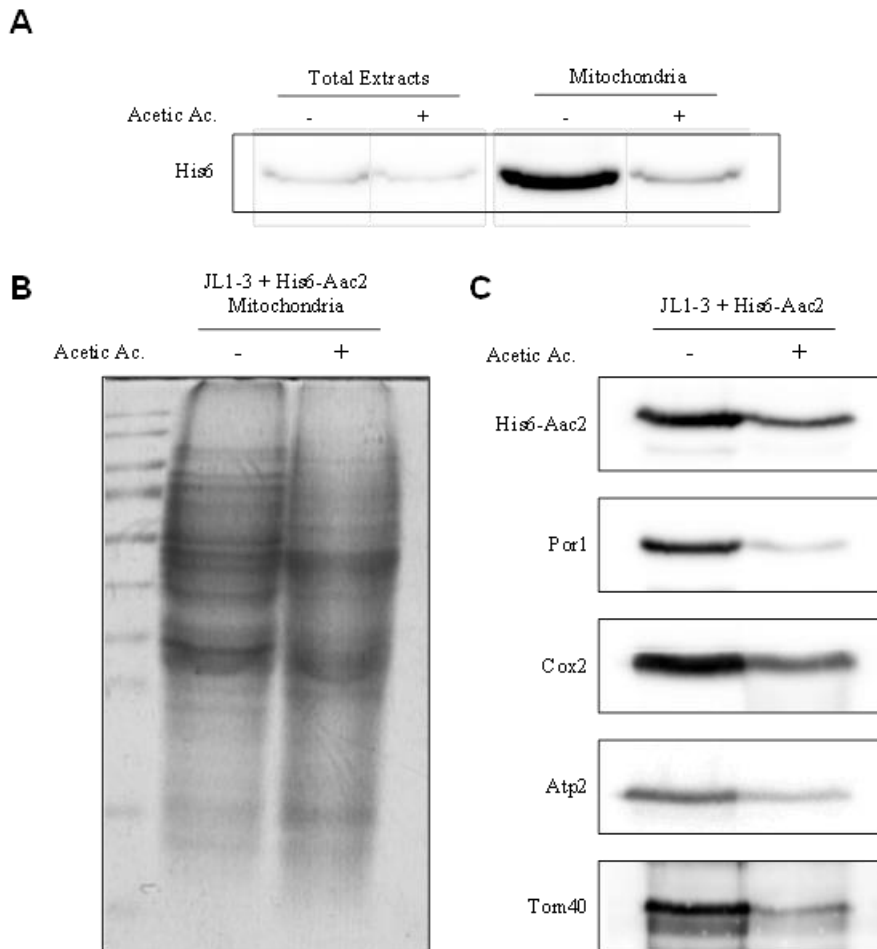 A
Total Extracts Mitochondria
Acetic Ac. - + - +
His6
B
JL1-3 + His6-Aac2
Mitochondria
Acetic Ac. - +
C
JL1-3 + His6-Aac2
Acetic Ac. - +
His6-Aac2
Por1
Cox2
Atp2
Tom40